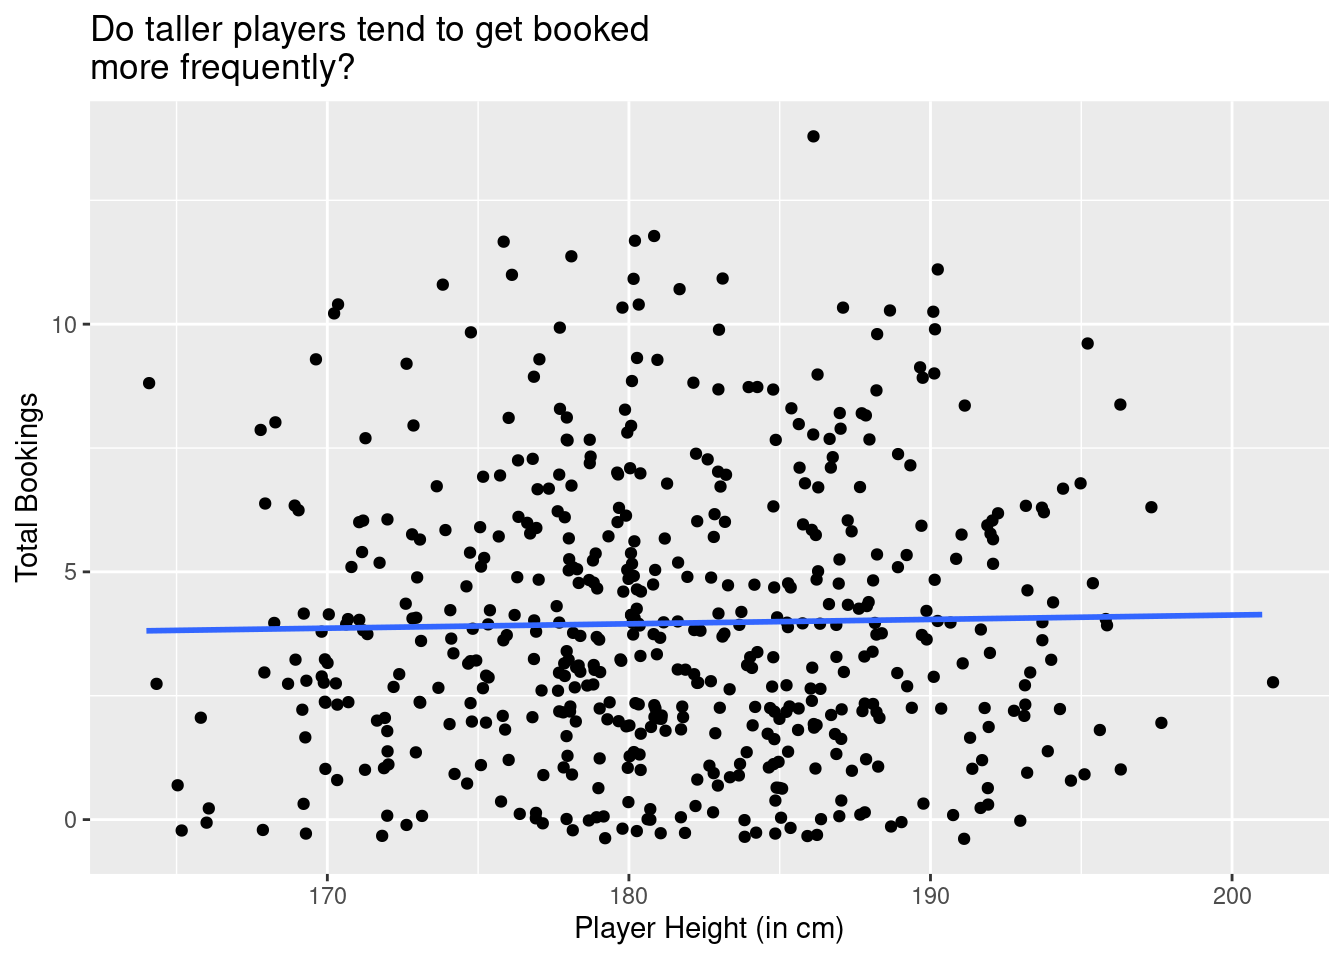 Do taller players tend to get booked
more frequently?
Total Bookings
10
5
0
170
180
190
200
Player Height (in cm)